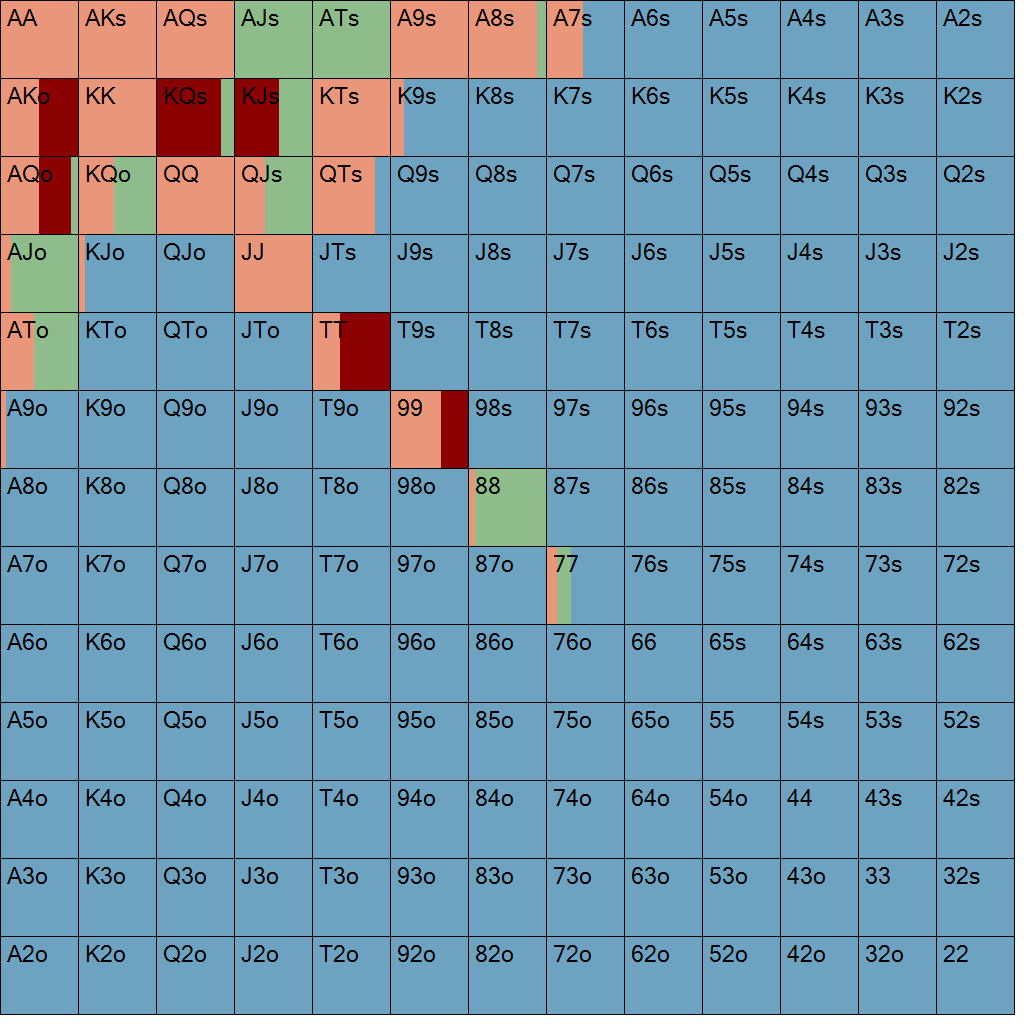 AA AKs AQs AJs ATs A9s A8s A7s A6s A5s A4s A3s A2s
AKo KK KQs KJs KTs K9s K8s K7s K6s K5s K4s K3s K2s
AQo KQo QQ QJs QTs Q9s Q8s Q7s Q6s Q5s Q4s Q3s Q2s
AJo KJo QJo JJ JTs J9s J8s J7s J6s J5s J4s J3s J2s
ATo KTo QTo JTo TT T9s T8s T7s T6s T5s T4s T3s T2s
A9o K9o Q9o J9o T9o 99 98s 97s 96s 95s 94s 93s 92s
A8o K8o Q8o J8o T8o 98o 88 87s 86s 85s 84s 83s 82s
A7o K7o Q7o J7o T7o 97o 87o 77 76s 75s 74s 73s 72s
A6o K6o Q6o J6o T6o 96o 86o 76o 66 65s 64s 63s 62s
A5o K5o Q5o J5o T5o 95o 85o 75o 65o 55 54s 53s 52s
A4o K4o Q4o J4o T4o 94o 84o 74o 64o 54o 44 43s 42s
A3o K3o Q3o J3o T3o 93o 83o 73o 63o 53o 43o 33 32s
A2o K2o Q2o J2o T2o 92o 82o 72o 62o 52o 42o 32o 22